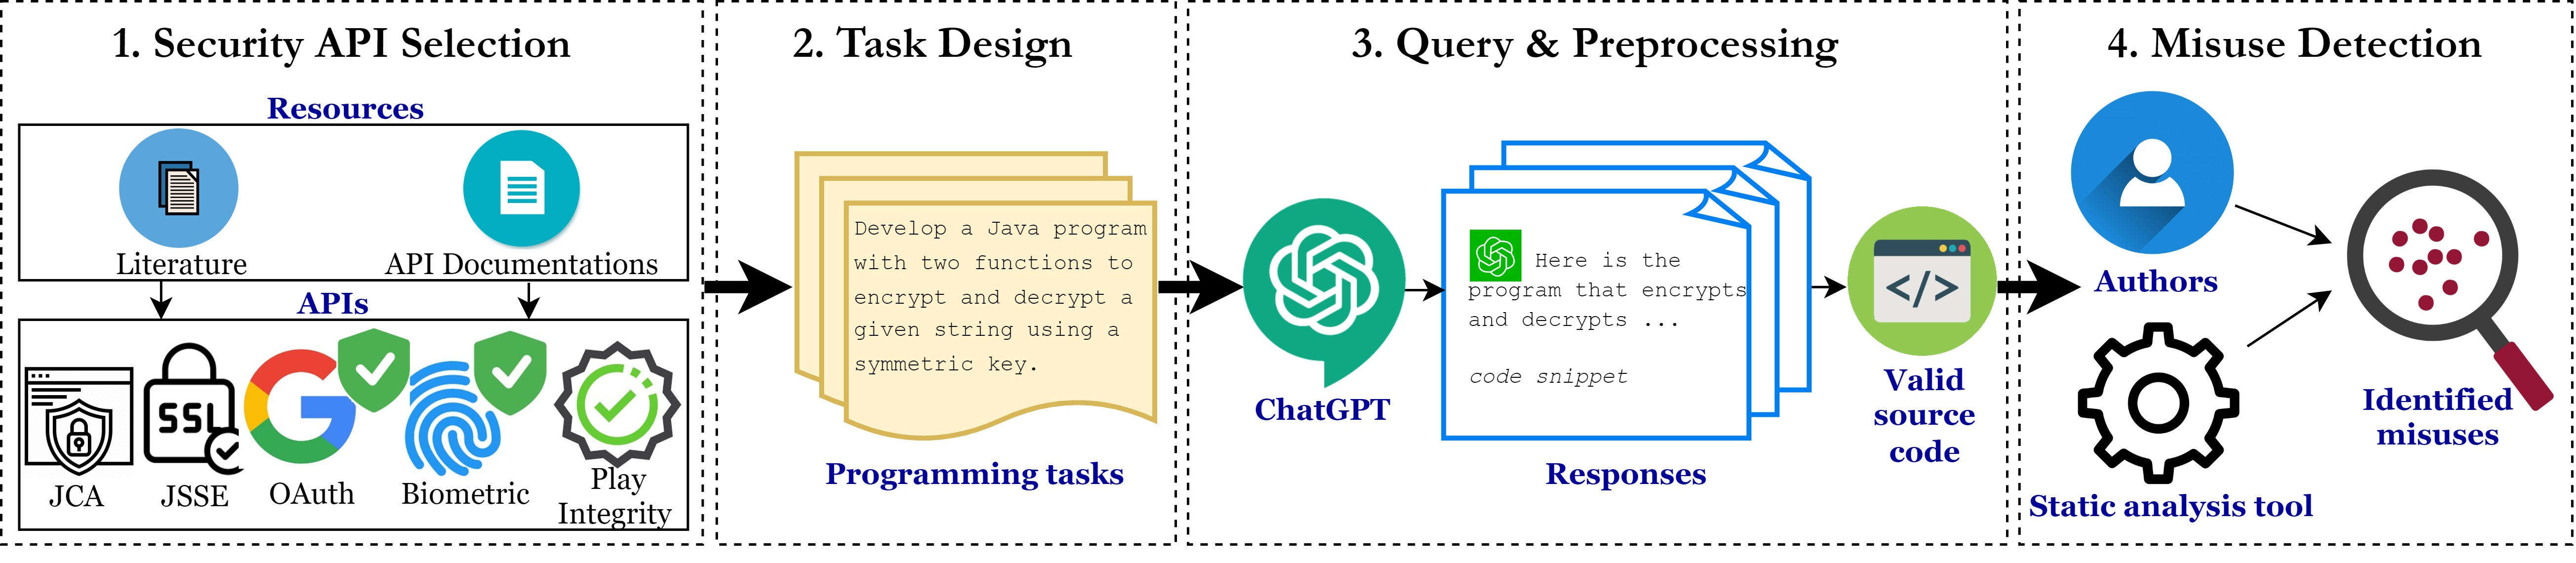 1. Security API Selection
Resources
Literature
API Documentations
APIs
SSL
JCA
JSSE
OAuth
Biometric
Play
Integrity
2. Task Design
Develop a Java program
with two functions to
encrypt and decrypt a
given string using a
symmetric key.
Programming tasks
3. Query & Preprocessing
ChatGPT
Here is the
program that encrypts
and decrypts ...
code snippet
Responses
</>
Valid
source
code
4. Misuse Detection
Authors
Static analysis tool
Identified
misuses